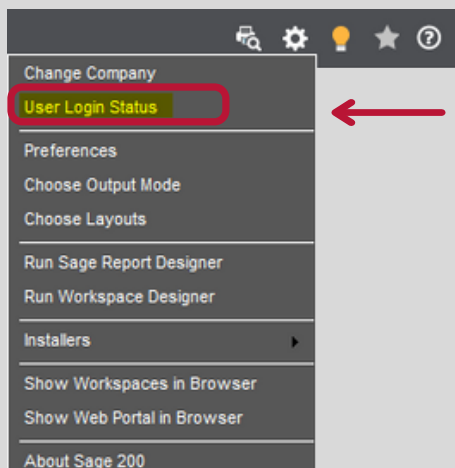 Change Company
User Login Status
Preferences
Choose Output Mode
Choose Layouts
Run Sage Report Designer
Run Workspace Designer
Installers
Show Workspaces in Browser
Show Web Portal in Browser
About Sage 200